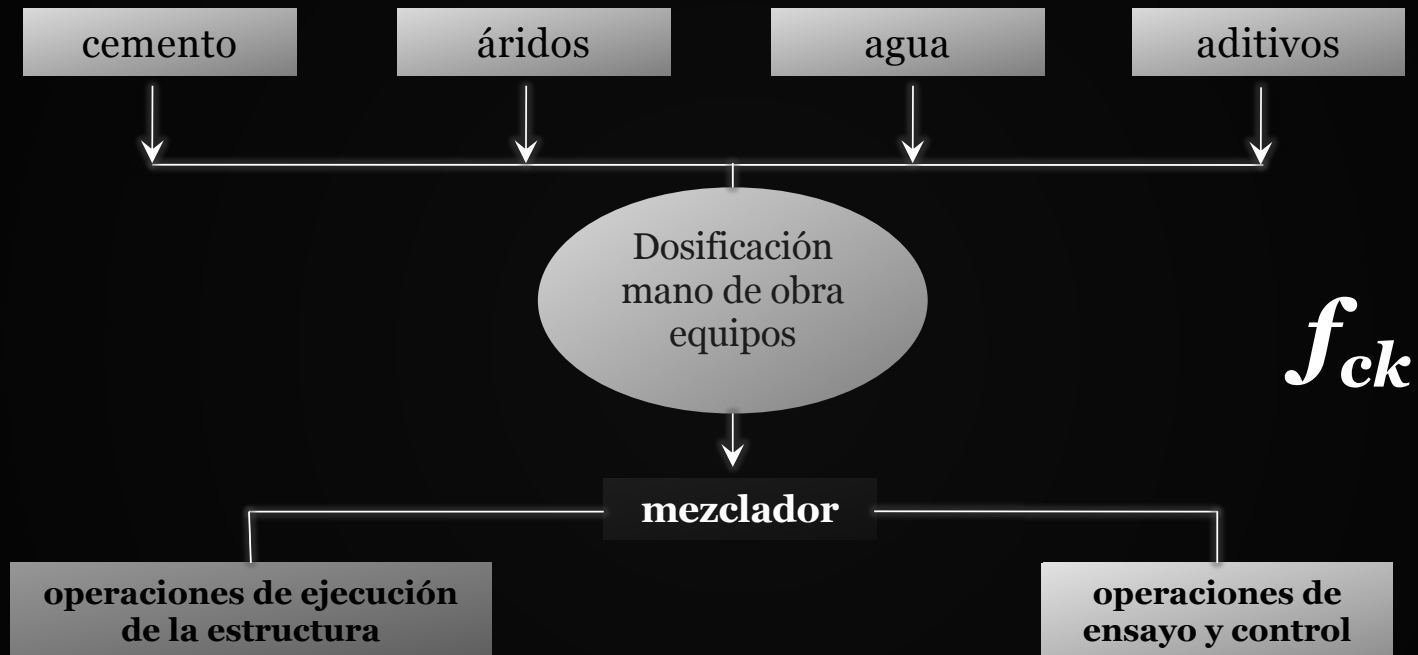 cemento
áridos
agua
aditivos
Dosificación
mano de obra
equipos
fck
mezclador
operaciones de ejecución
de la estructura
operaciones de
ensayo y control